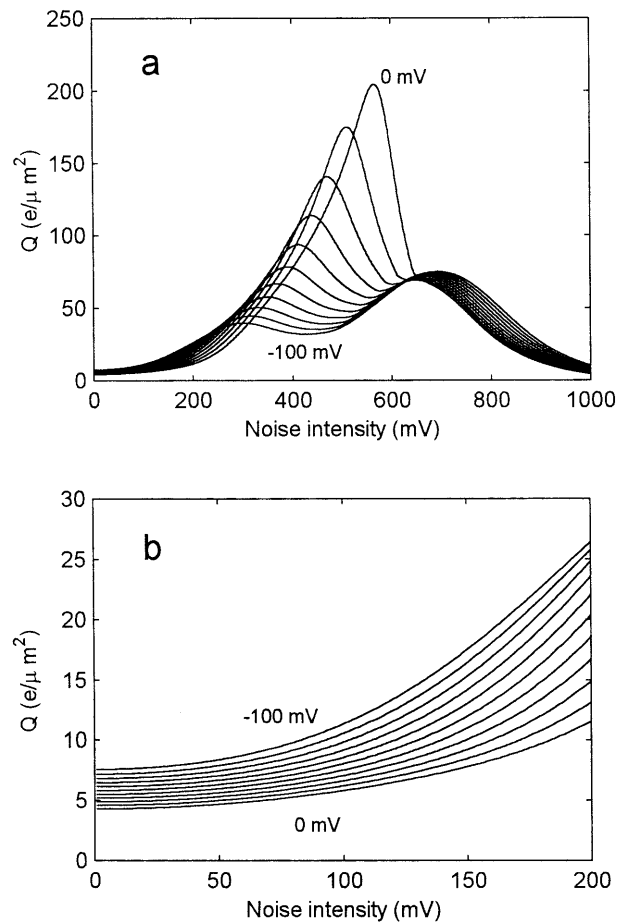 250
200
150
100
50
0
Q (e/μ m²)
a
0 mV
-100 mV
0 200 400 600 800 1000
Noise intensity (mV)
30
25
20
15
10
5
0
Q (e/μ m²)
b
-100 mV
0 mV
0 50 100 150 200
Noise intensity (mV)